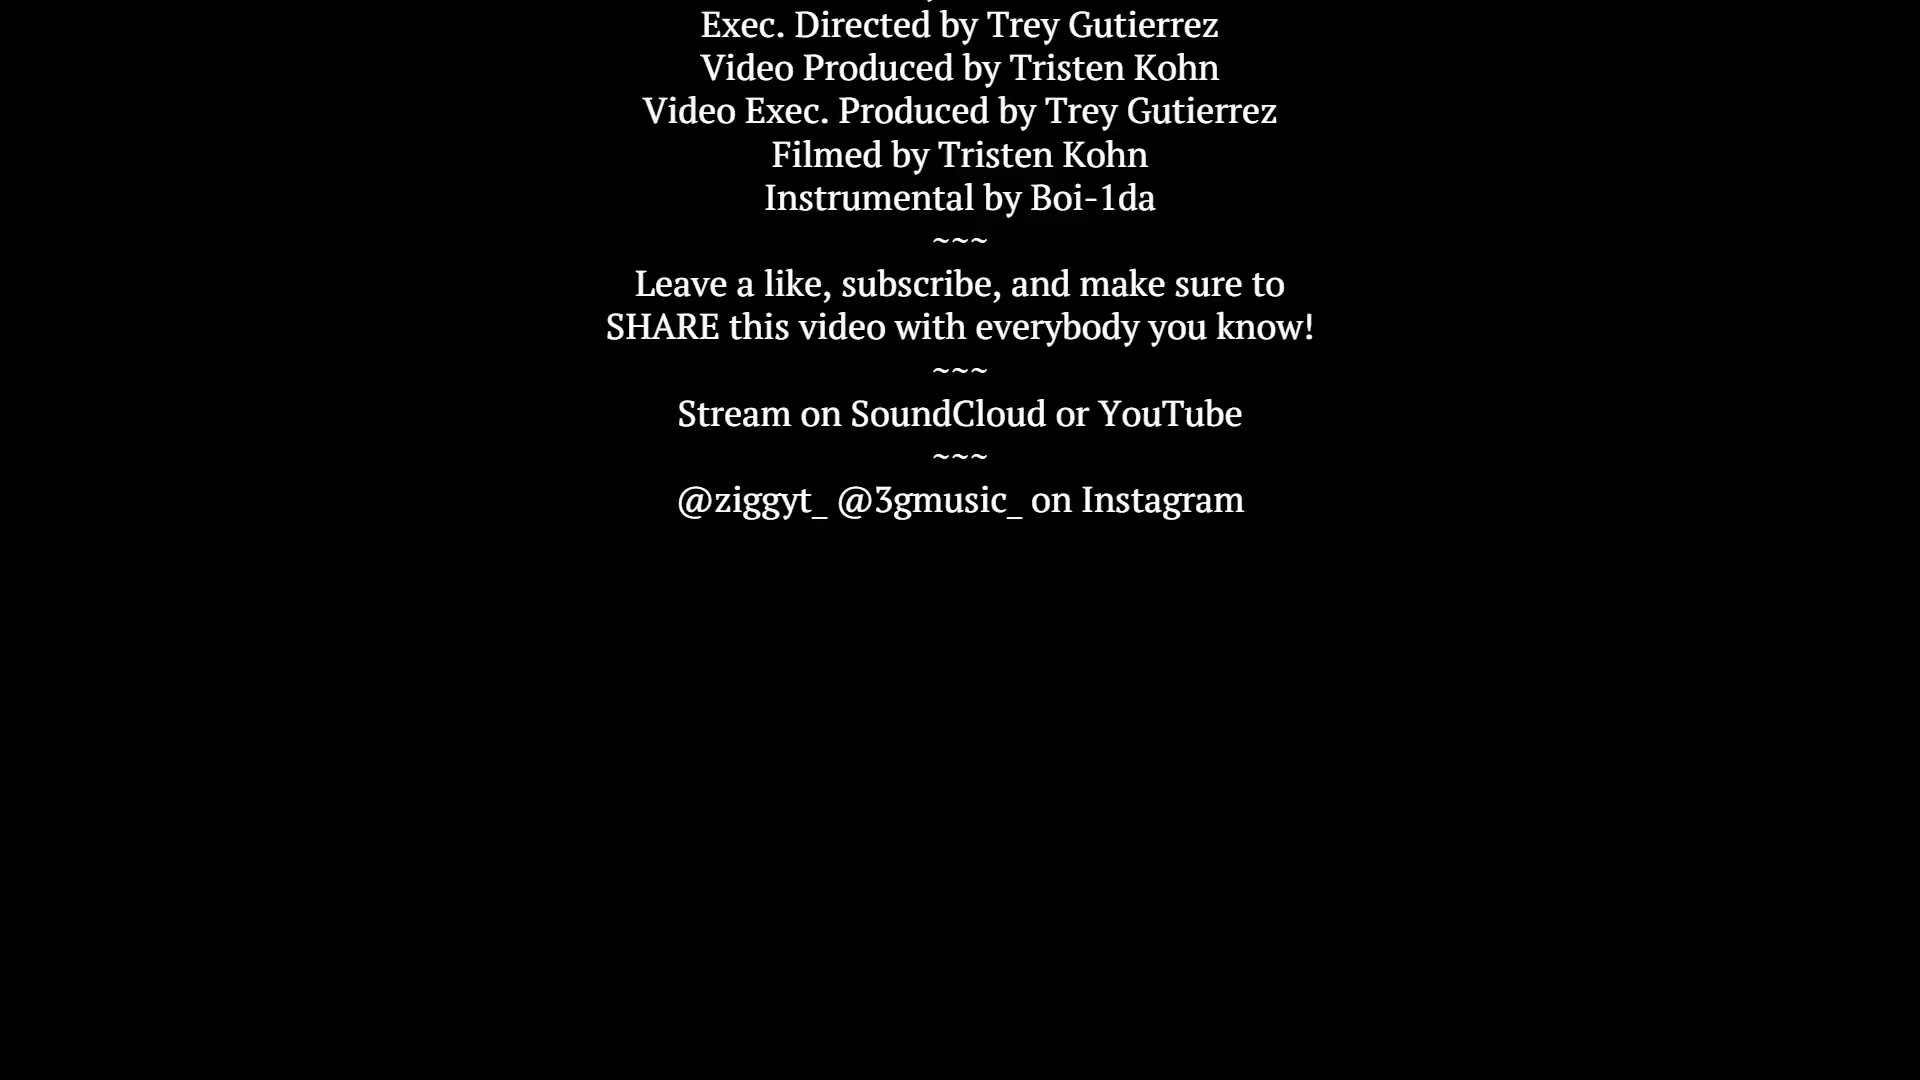 Exec. Directed by Trey Gutierrez
Video Produced by Tristen Kohn
Video Exec. Produced by Trey Gutierrez
Filmed by Tristen Kohn
Instrumental by Boi-1da
~~~
Leave a like, subscribe, and make sure to
SHARE this video with everybody you know!
~~~
Stream on SoundCloud or YouTube
~~~
@ziggyt_ @3gmusic_ on Instagram